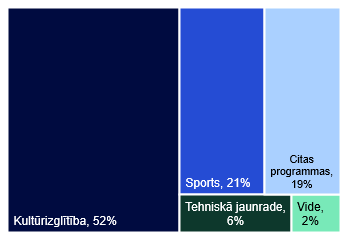 Kultūrizglītība, 52%
Sports, 21%
Citas
programmas,
19%
Tehniskā jaunrade,
6%
Vide,
2%